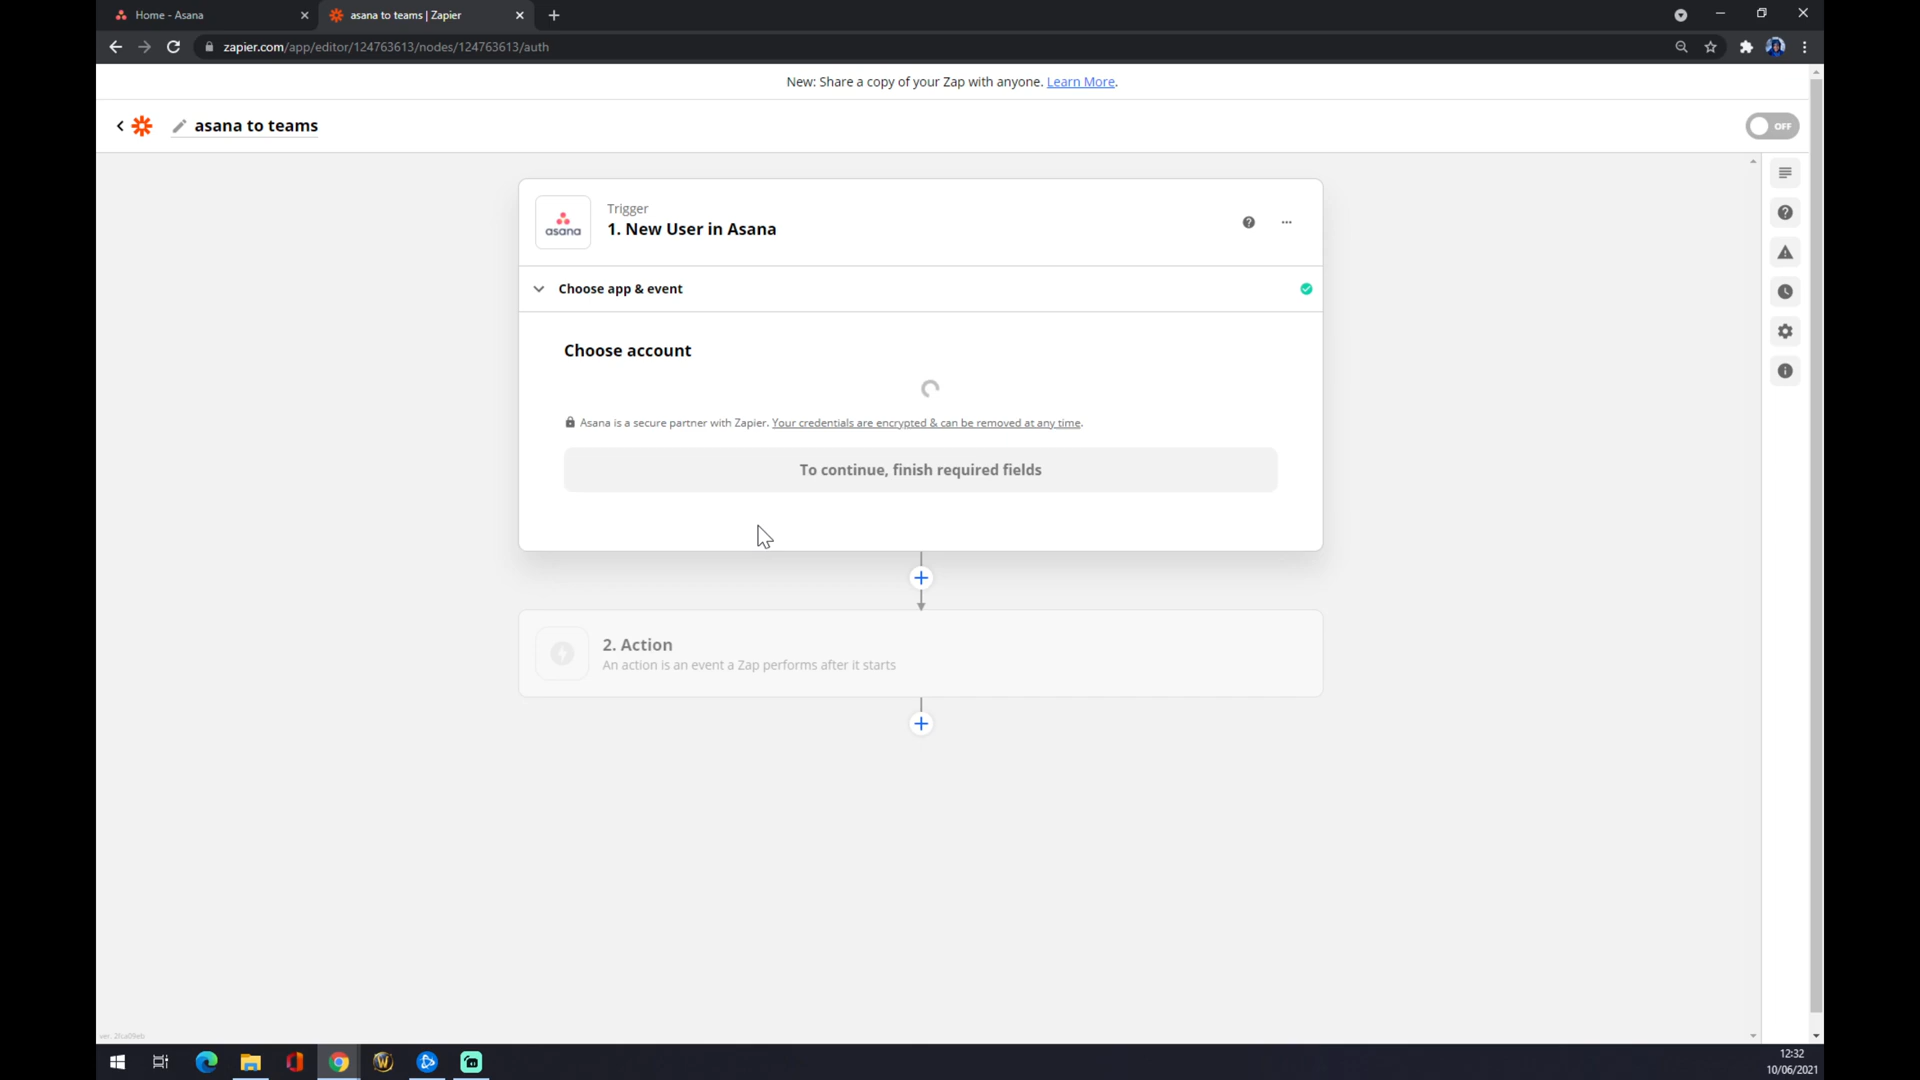 Home - Asana
asana to teams | Zapier
zapier.com/app/editor/124763613/nodes/124763613/auth
New: Share a copy of your Zap with anyone. Learn More.
asana to teams
OFF
asana
Trigger
1. New User in Asana
Choose app & event
Choose account
Asana is a secure partner with Zapier. Your credentials are encrypted & can be removed at any time.
To continue, finish required fields
2. Action
An action is an event a Zap performs after it starts
12:32
10/06/2021